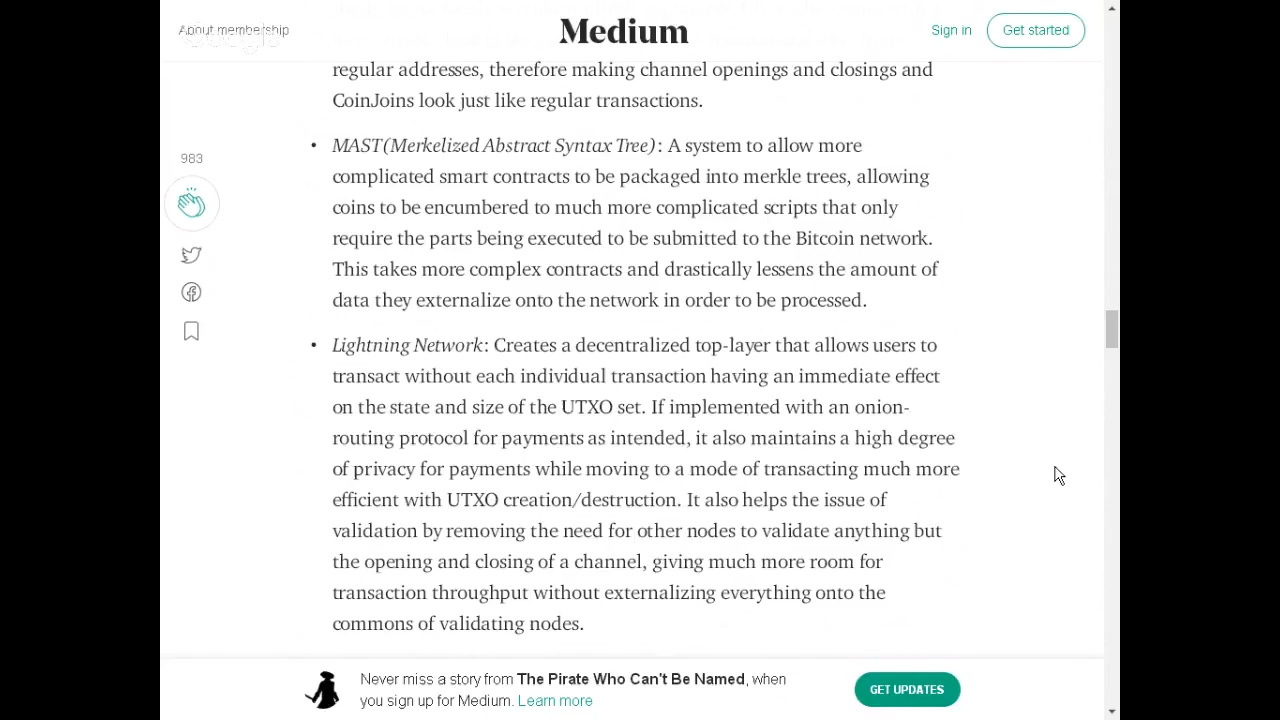 About membership
Medium
Sign in
Get started
regular addresses, therefore making channel openings and closings and
CoinJoins look just like regular transactions.
983
• MAST(Merkelized Abstract Syntax Tree): A system to allow more
complicated smart contracts to be packaged into merkle trees, allowing
coins to be encumbered to much more complicated scripts that only
require the parts being executed to be submitted to the Bitcoin network.
This takes more complex contracts and drastically lessens the amount of
data they externalize onto the network in order to be processed.
• Lightning Network: Creates a decentralized top-layer that allows users to
transact without each individual transaction having an immediate effect
on the state and size of the UTXO set. If implemented with an onion-
routing protocol for payments as intended, it also maintains a high degree
of privacy for payments while moving to a mode of transacting much more
efficient with UTXO creation/destruction. It also helps the issue of
validation by removing the need for other nodes to validate anything but
the opening and closing of a channel, giving much more room for
transaction throughput without externalizing everything onto the
commons of validating nodes.
Never miss a story from The Pirate Who Can't Be Named, when
you sign up for Medium. Learn more
GET UPDATES